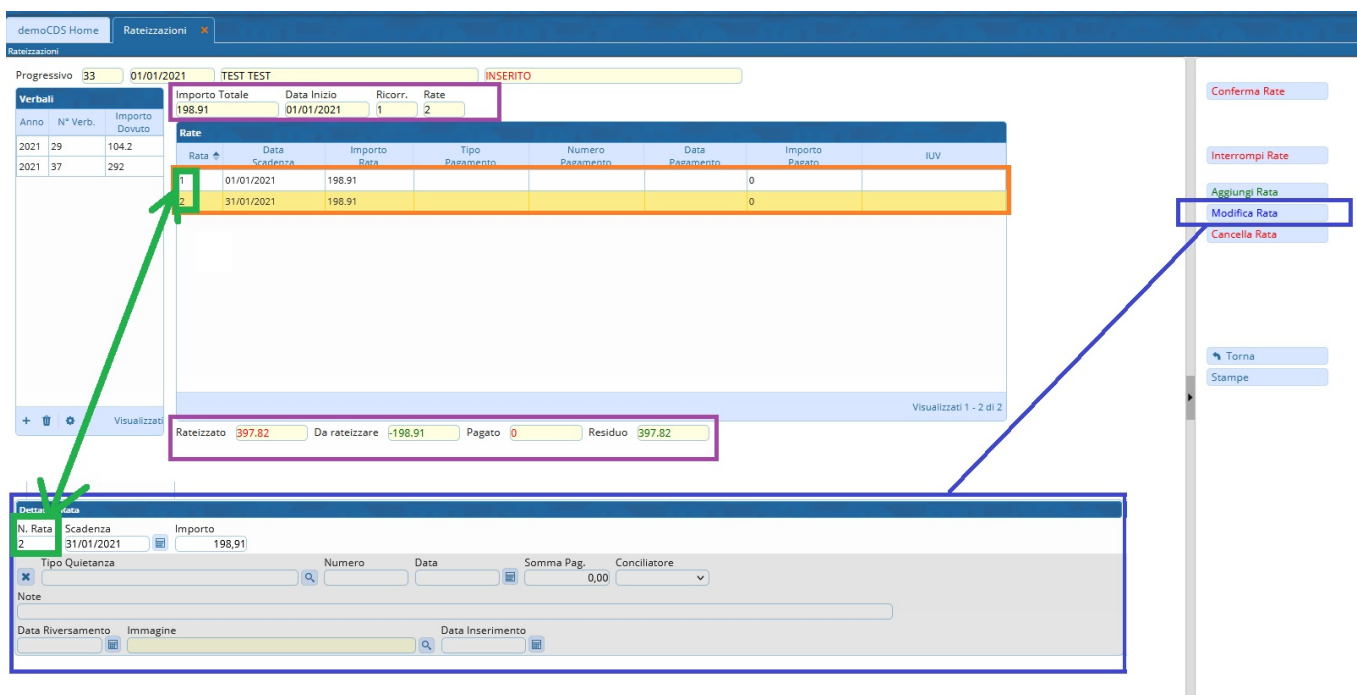 demoCDS Home Rateizzazioni
Rateizzazioni
Progressivo 33 01/01/2021 TEST TEST INSERITO
Verbali
Anno N° Verb. Importo Dovuto
2021 29 104.2
2021 37 292
Visualizzati
Importo Totale Data Inizio Ricorr. Rate
198.91 01/01/2021 1 2
Rate
Rata Data Scadenza Importo Rata Tipo Pagamento Numero Pagamento Data Pagamento Importo Pagato IUV
1 01/01/2021 198.91 0
2 31/01/2021 198.91 0
Visualizzati 1 - 2 di 2
Rateizzato 397.82 Da rateizzare -198.91 Pagato 0 Residuo 397.82
Conferma Rate
Interrompi Rate
Aggiungi Rata
Modifica Rata
Cancella Rata
Torna
Stampe
N. Rata Scadenza Importo
2 31/01/2021 198,91
Tipo Quietanza Numero Data Somma Pag. Conciliatore
0,00
Note
Data Riversamento Immagine Data Inserimento